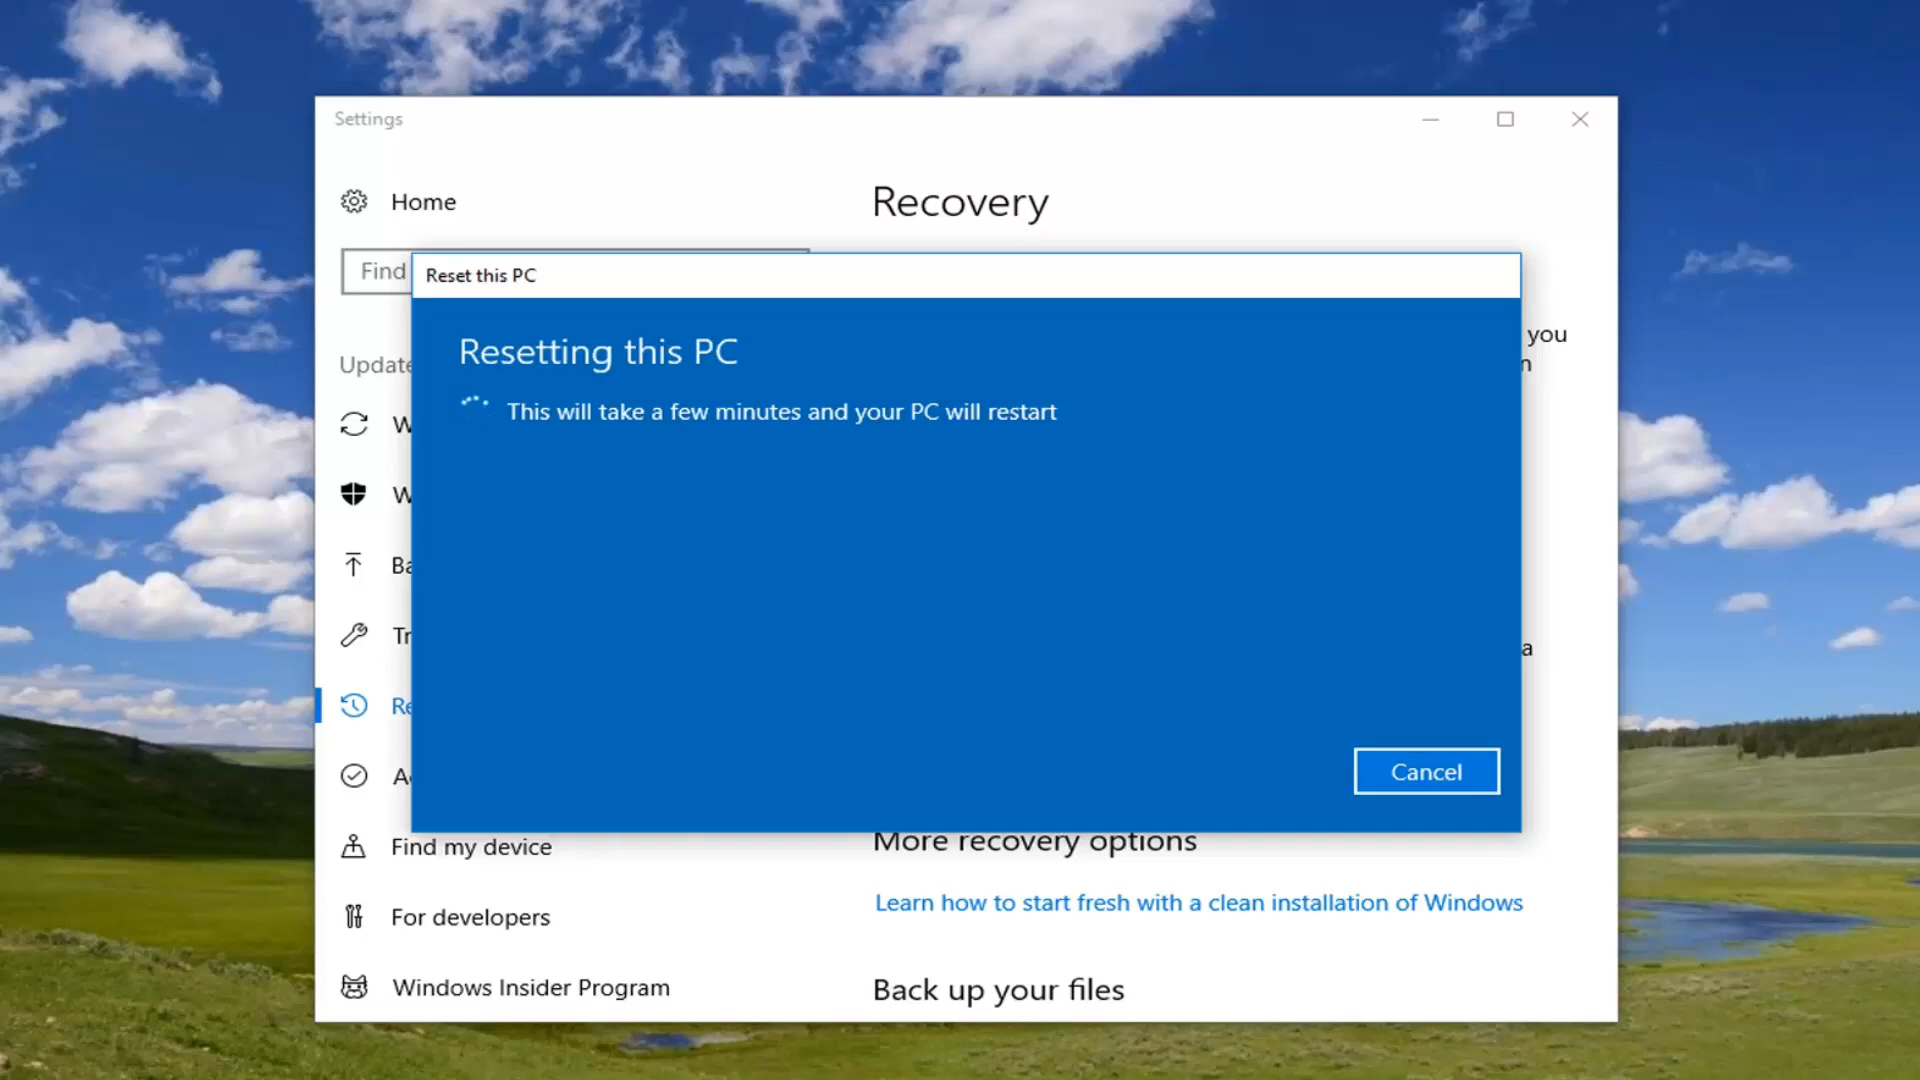 Settings
Home
Recovery
Find
Reset this PC
Resetting this PC
This will take a few minutes and your PC will restart
you
Update
Cancel
Find my device
More recovery options
Learn how to start fresh with a clean installation of Windows
For developers
Windows Insider Program
Back up your files